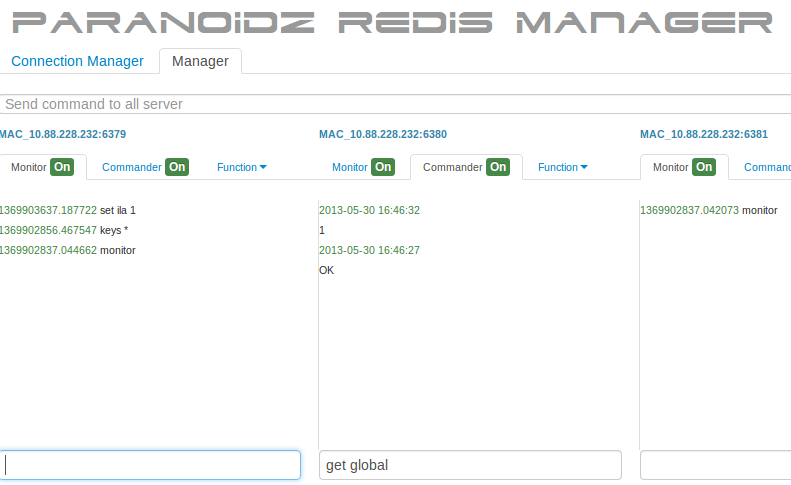 PARANOiDZ REDiS MANAGER
Connection Manager Manager
Send command to all server
MAC_10.88.228.232:6379
Monitor On Commander On Function
1369903637.187722 set ila 1
1369902856.467547 keys *
1369902837.044662 monitor
MAC_10.88.228.232:6380
Monitor On Commander On Function
2013-05-30 16:46:32
1
2013-05-30 16:46:27
OK
get global
MAC_10.88.228.232:6381
Monitor On Command
1369902837.042073 monitor